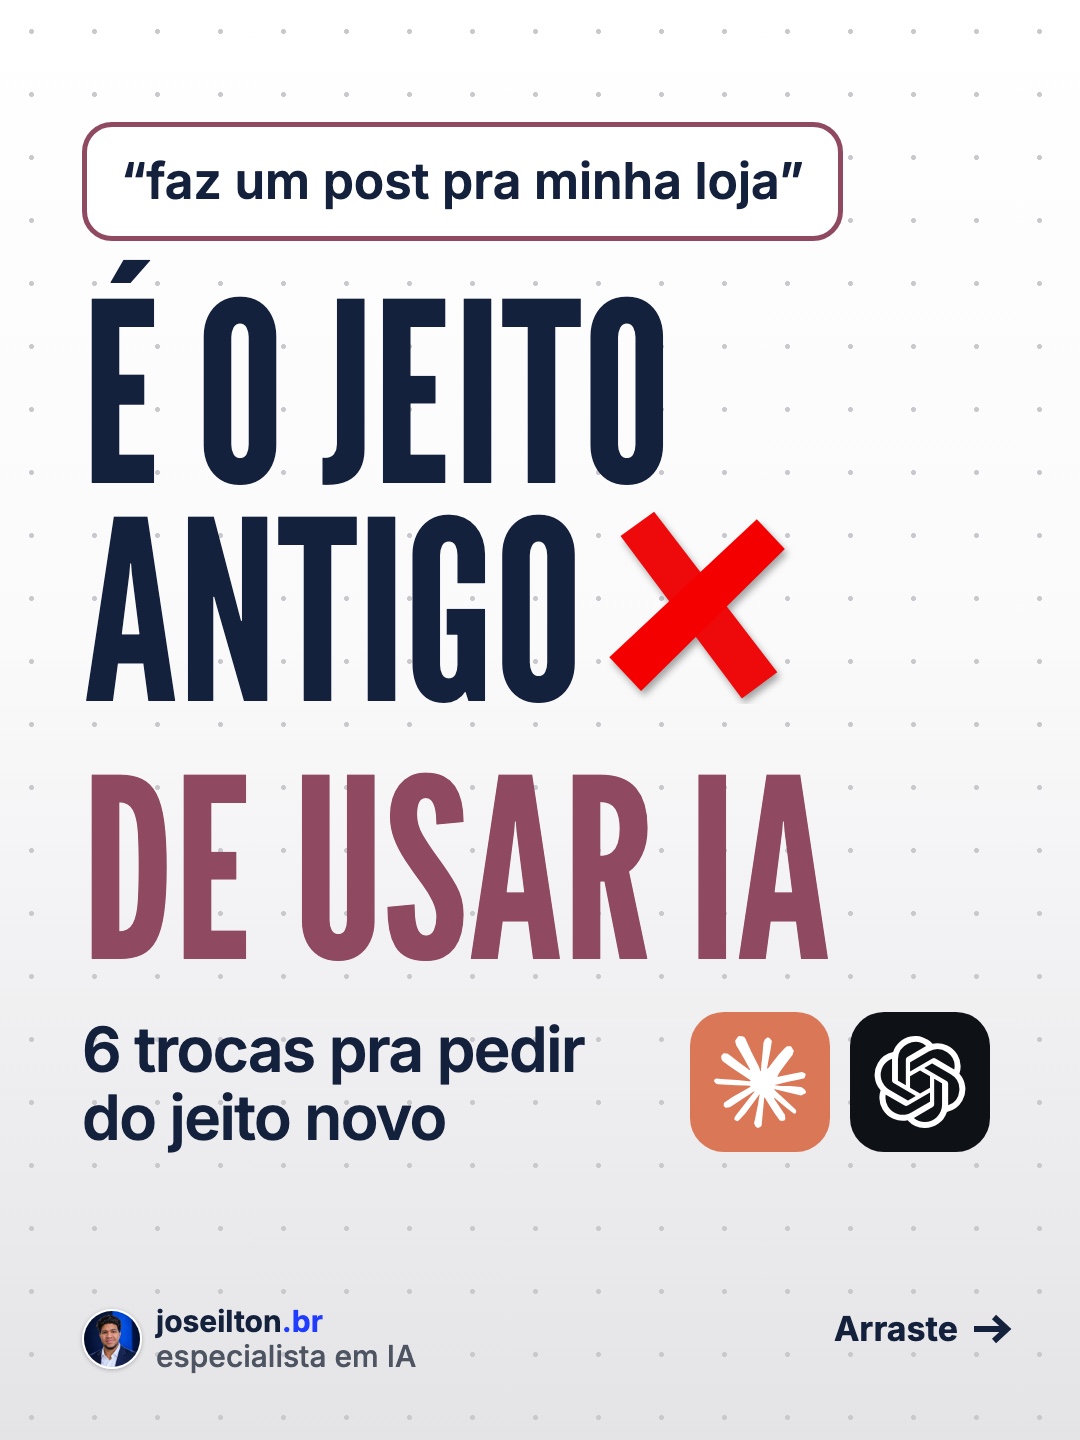 “faz um post pra minha loja”
É O JEITO
ANTIGO
DE USAR IA
6 trocas pra pedir
do jeito novo
joseilton.br
especialista em IA
Arraste →